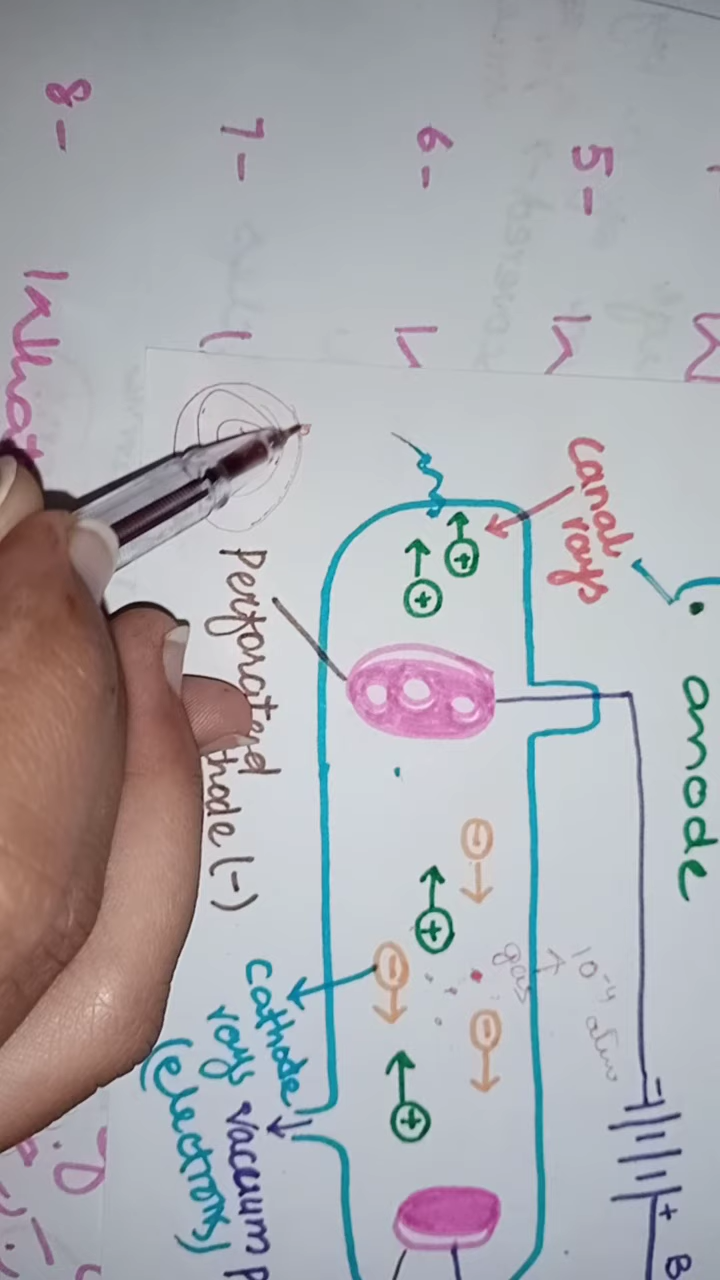 8-
7-
6-
5-
anode
canal
rays
Perforated
thode (-)
cathode
rays
(electrons)
vacuum P
gas
10-4
atm
-
+
B
+
+
-
+
-
-
+